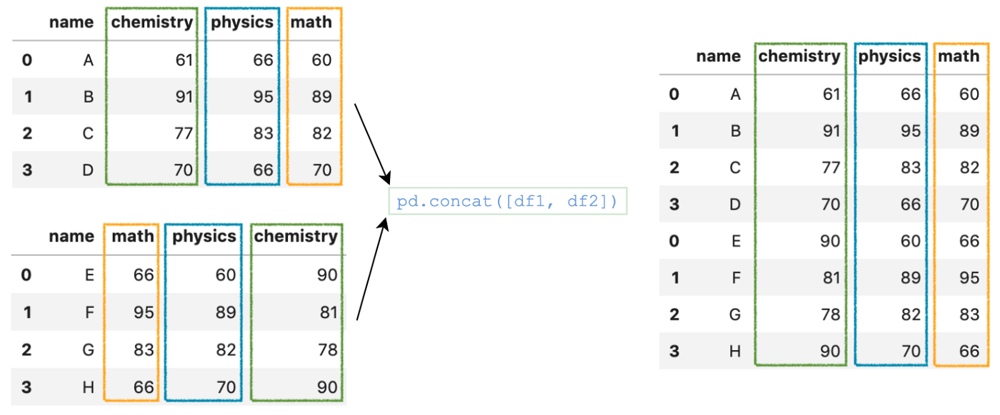 name chemistry physics math
0 A 61 66 60
1 B 91 95 89
2 C 77 83 82
3 D 70 66 70
name math physics chemistry
0 E 66 60 90
1 F 95 89 81
2 G 83 82 78
3 H 66 70 90
pd.concat([df1, df2])
name chemistry physics math
0 A 61 66 60
1 B 91 95 89
2 C 77 83 82
3 D 70 66 70
0 E 90 60 66
1 F 81 89 95
2 G 78 82 83
3 H 90 70 66